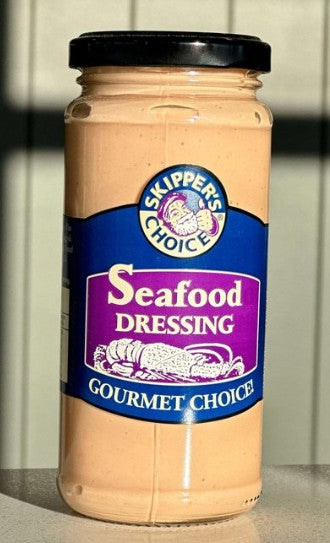 SKIPPER'S
CHOICE
®
Seafood
DRESSING
GOURMET CHOICE!